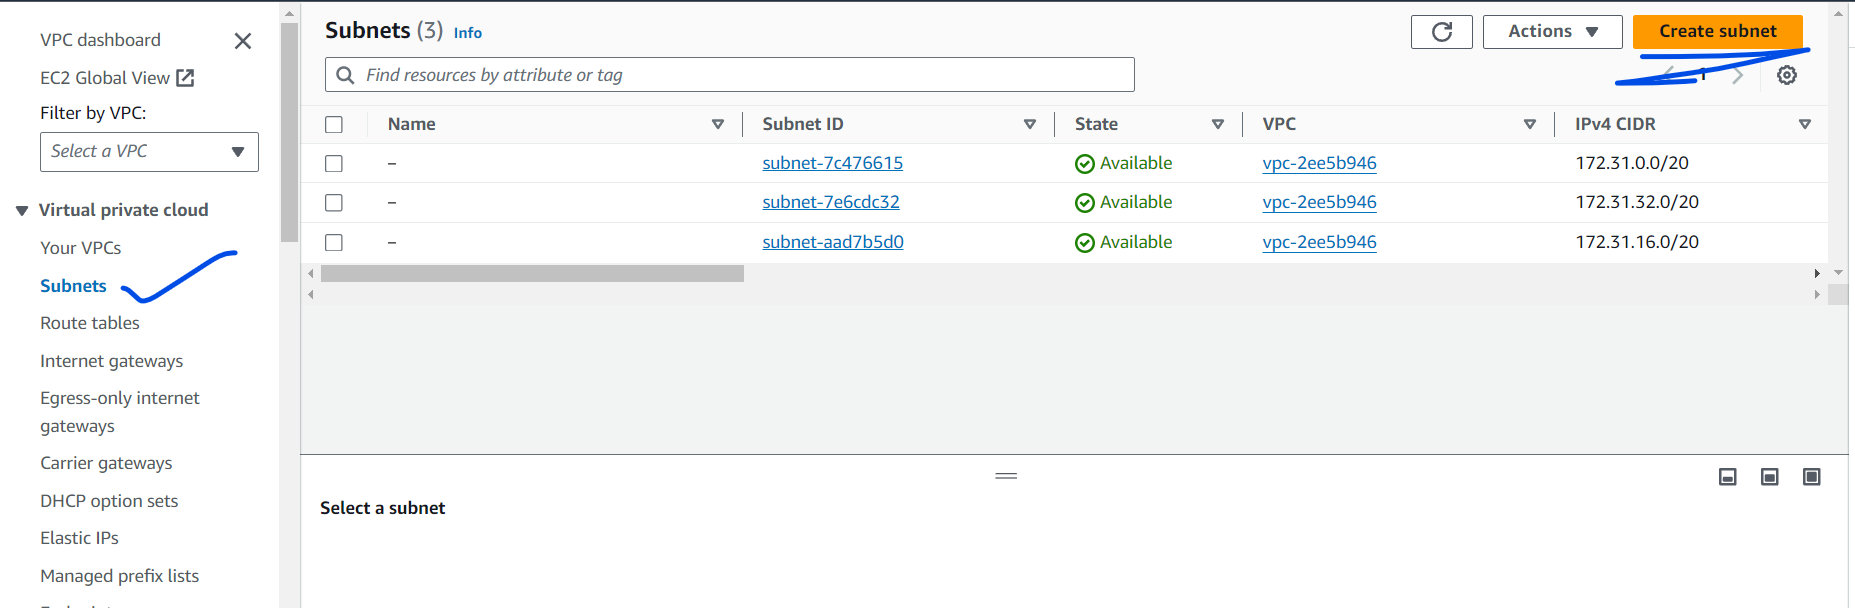 VPC dashboard
EC2 Global View
Filter by VPC:
Select a VPC
Virtual private cloud
Your VPCs
Subnets
Route tables
Internet gateways
Egress-only internet
gateways
Carrier gateways
DHCP option sets
Elastic IPs
Managed prefix lists
Subnets (3) Info
Actions
Create subnet
Find resources by attribute or tag
1
Name Subnet ID State VPC IPv4 CIDR
– subnet-7c476615 Available vpc-2ee5b946 172.31.0.0/20
– subnet-7e6cdc32 Available vpc-2ee5b946 172.31.32.0/20
– subnet-aad7b5d0 Available vpc-2ee5b946 172.31.16.0/20
Select a subnet